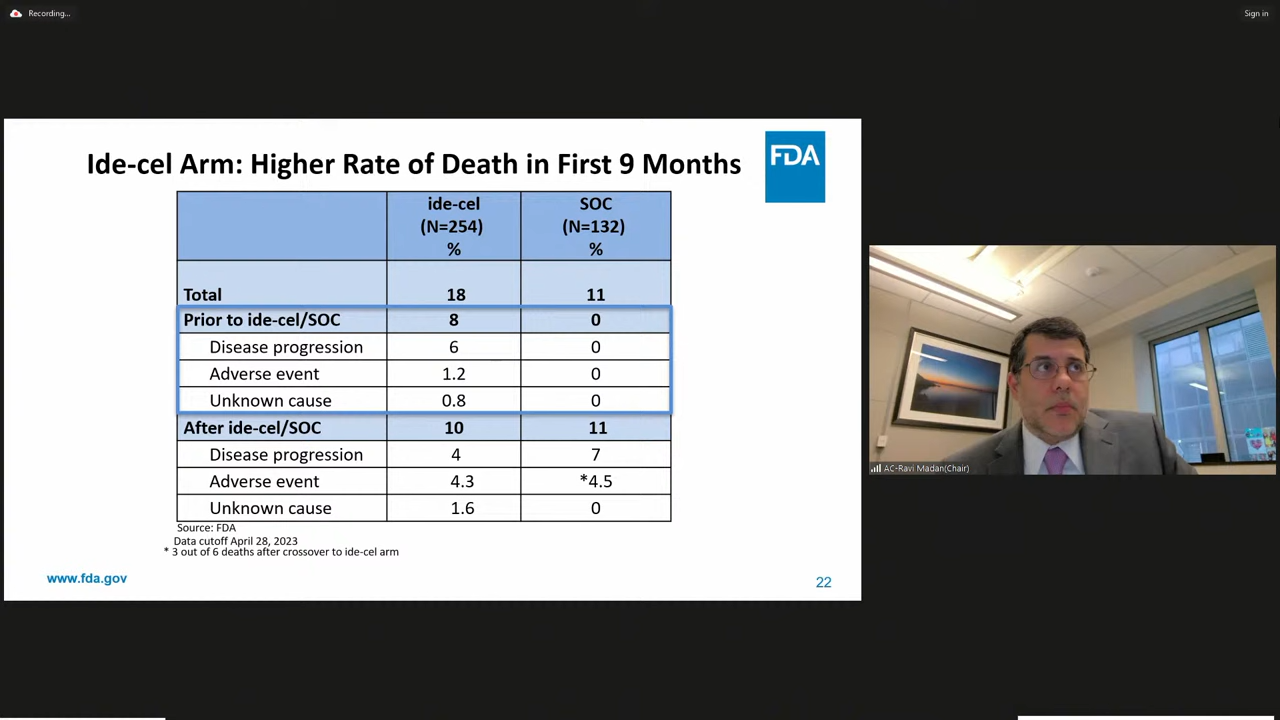 Recording...
Sign in
Ide-cel Arm: Higher Rate of Death in First 9 Months
FDA
ide-cel SOC
(N=254) (N=132)
% %
Total 18 11
Prior to ide-cel/SOC 8 0
Disease progression 6 0
Adverse event 1.2 0
Unknown cause 0.8 0
After ide-cel/SOC 10 11
Disease progression 4 7
Adverse event 4.3 *4.5
Unknown cause 1.6 0
Source: FDA
Data cutoff April 28, 2023
* 3 out of 6 deaths after crossover to ide-cel arm
www.fda.gov
22
AC-Ravi Madan(Chair)